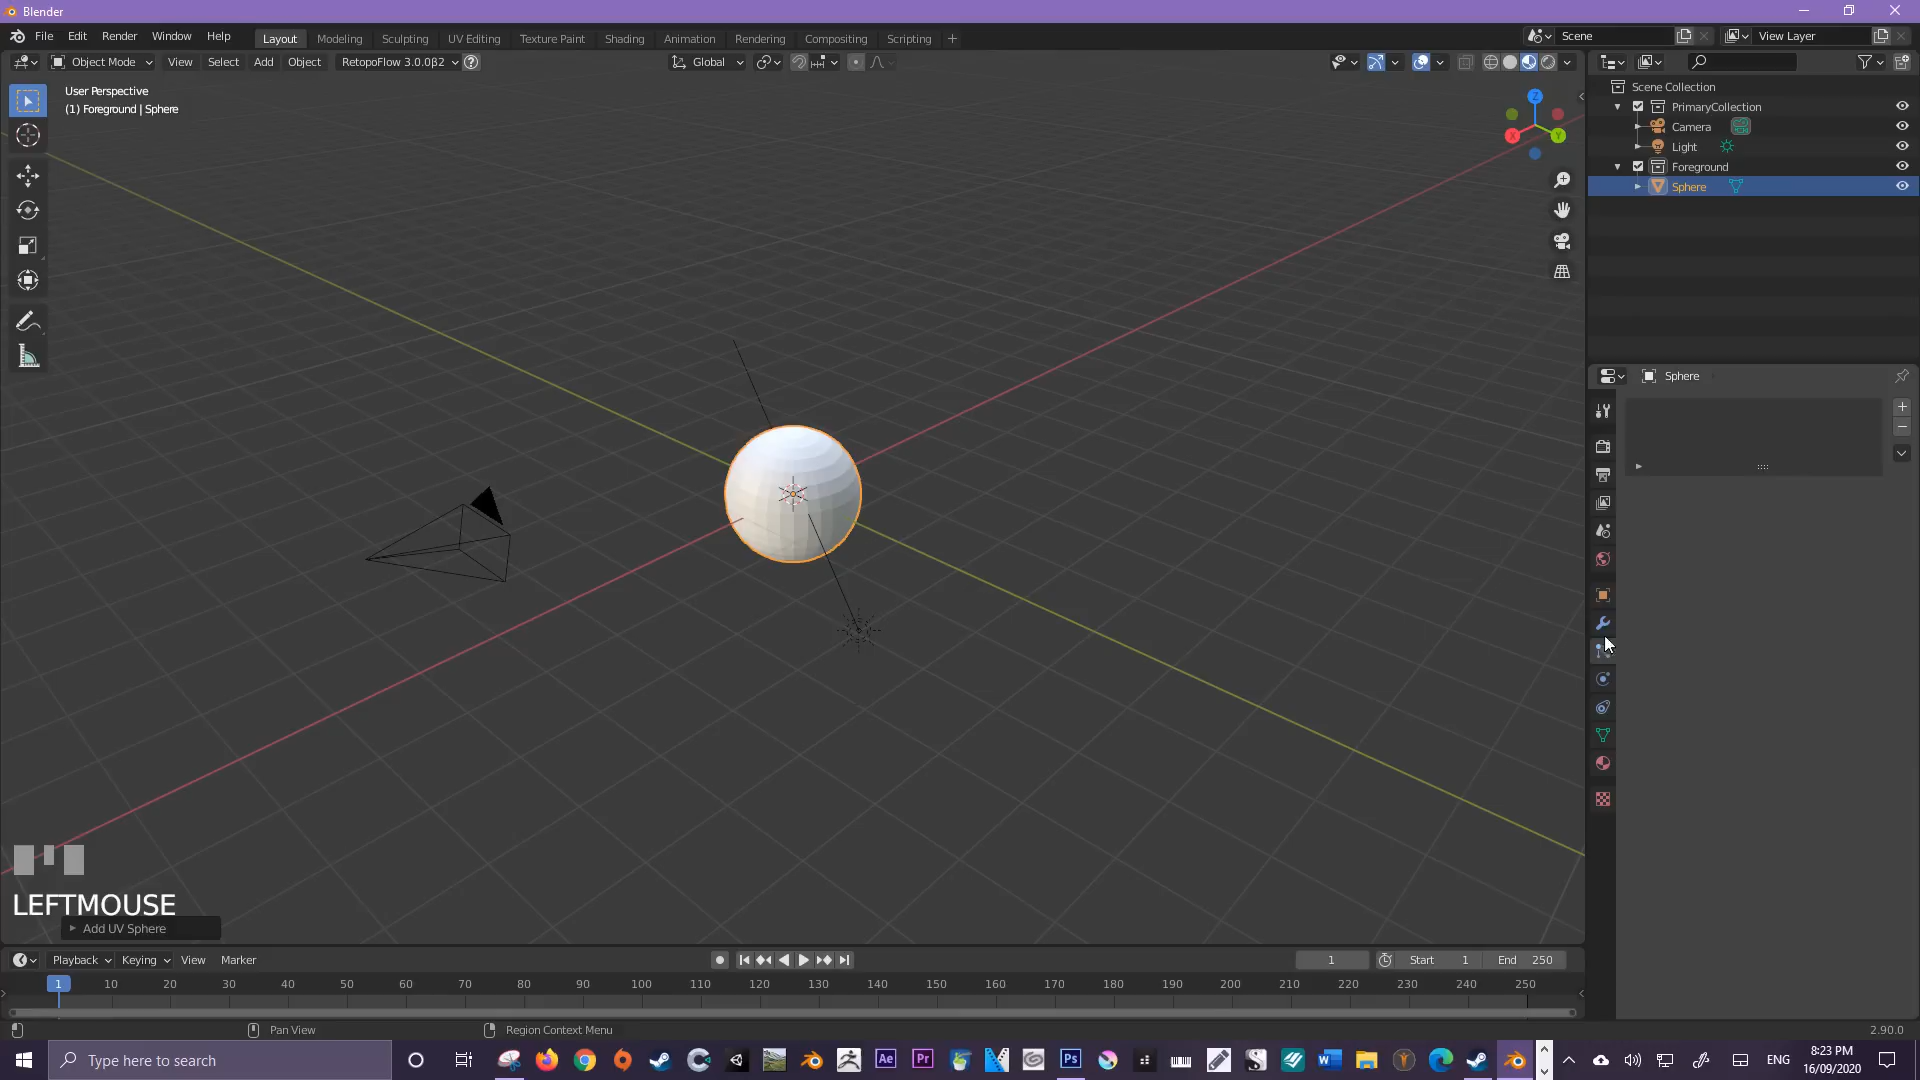 Blender
File Edit Render Window Help
Layout Modeling Sculpting UV Editing Texture Paint Shading Animation Rendering Compositing Scripting
Scene View Layer
Object Mode View Select Add Object RetopoFlow 3.0.0β2 Global
User Perspective
(1) Foreground | Sphere
Z
X
Y
Scene Collection
PrimaryCollection
Camera
Light
Foreground
Sphere
Sphere
LEFTMOUSE
Add UV Sphere
Playback Keying View Marker
1 Start 1 End 250
1 10 20 30 40 50 60 70 80 90 100 110 120 130 140 150 160 170 180 190 200 210 220 230 240 250
Pan View Region Context Menu 2.90.0
Type here to search
Ae Pr Ps
ENG
8:23 PM
16/09/2020